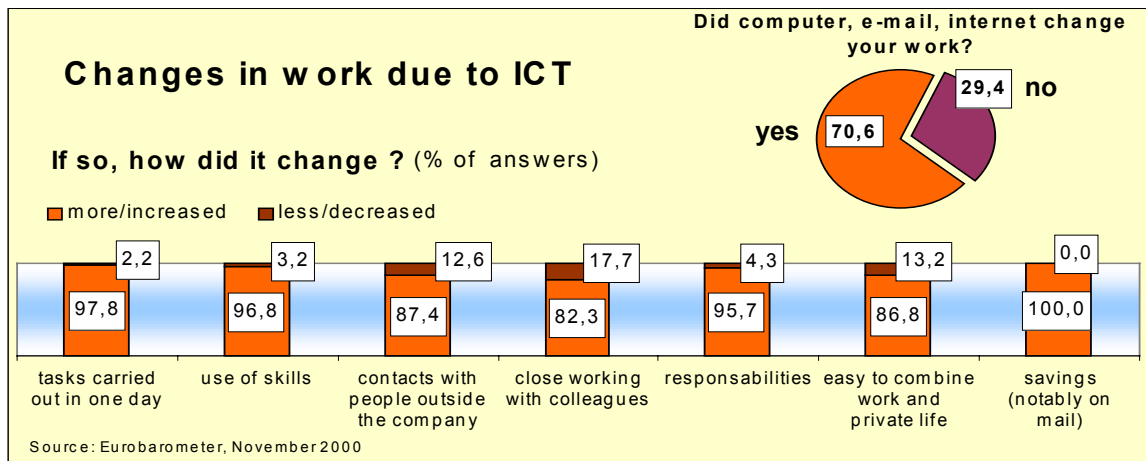 Did computer, e-mail, internet change
your work?
Changes in work due to ICT
29,4
no
yes
70,6
If so, how did it change ? (% of answers)
more/increased
less/decreased
2,2
3,2
12,6
17,7
4,3
13,2
0,0
97,8
96,8
87,4
82,3
95,7
86,8
100,0
tasks carried
out in one day
use of skills
contacts with
people outside
the company
close working
with colleagues
responsabilities
easy to combine
work and
private life
savings
(notably on
mail)
Source: Eurobarometer, November 2000